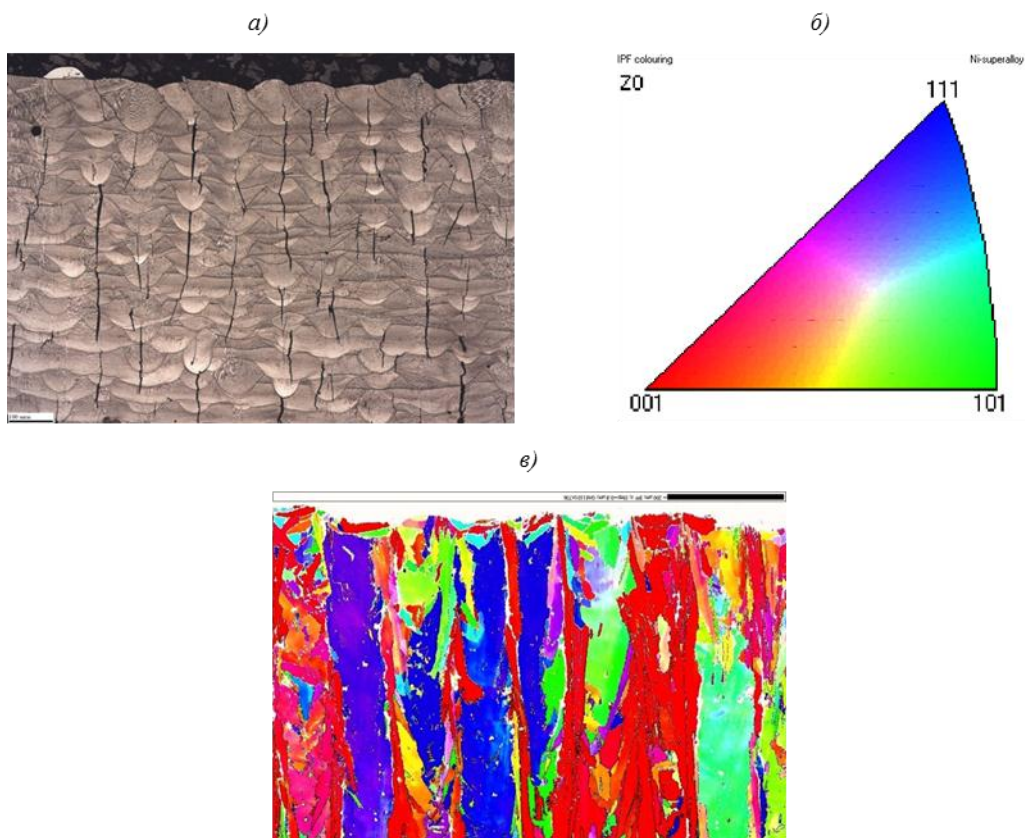 а)
б)
IPF colouring
Ni-superalloy
Z0
111
001
101
в)